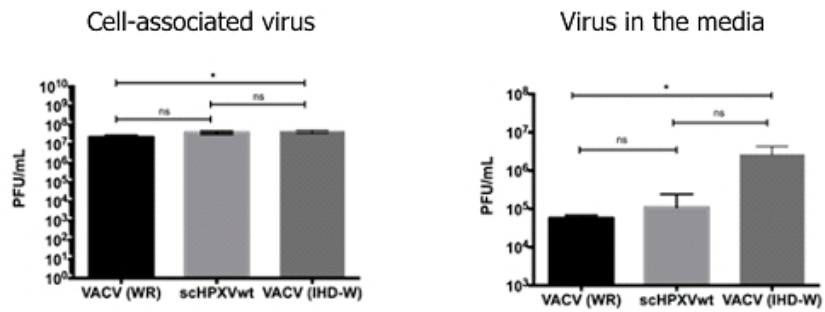 Cell-associated virus
Virus in the media
PFU/mL
10¹⁰
10⁹
10⁸
10⁷
10⁶
10⁵
10⁴
10³
10²
10¹
10⁰
*
ns
ns
VACV (WR) scHPXVwt VACV (IHD-W)
PFU/mL
10⁸
10⁷
10⁶
10⁵
10⁴
10³
*
ns
ns
VACV (WR) scHPXVwt VACV (IHD-W)